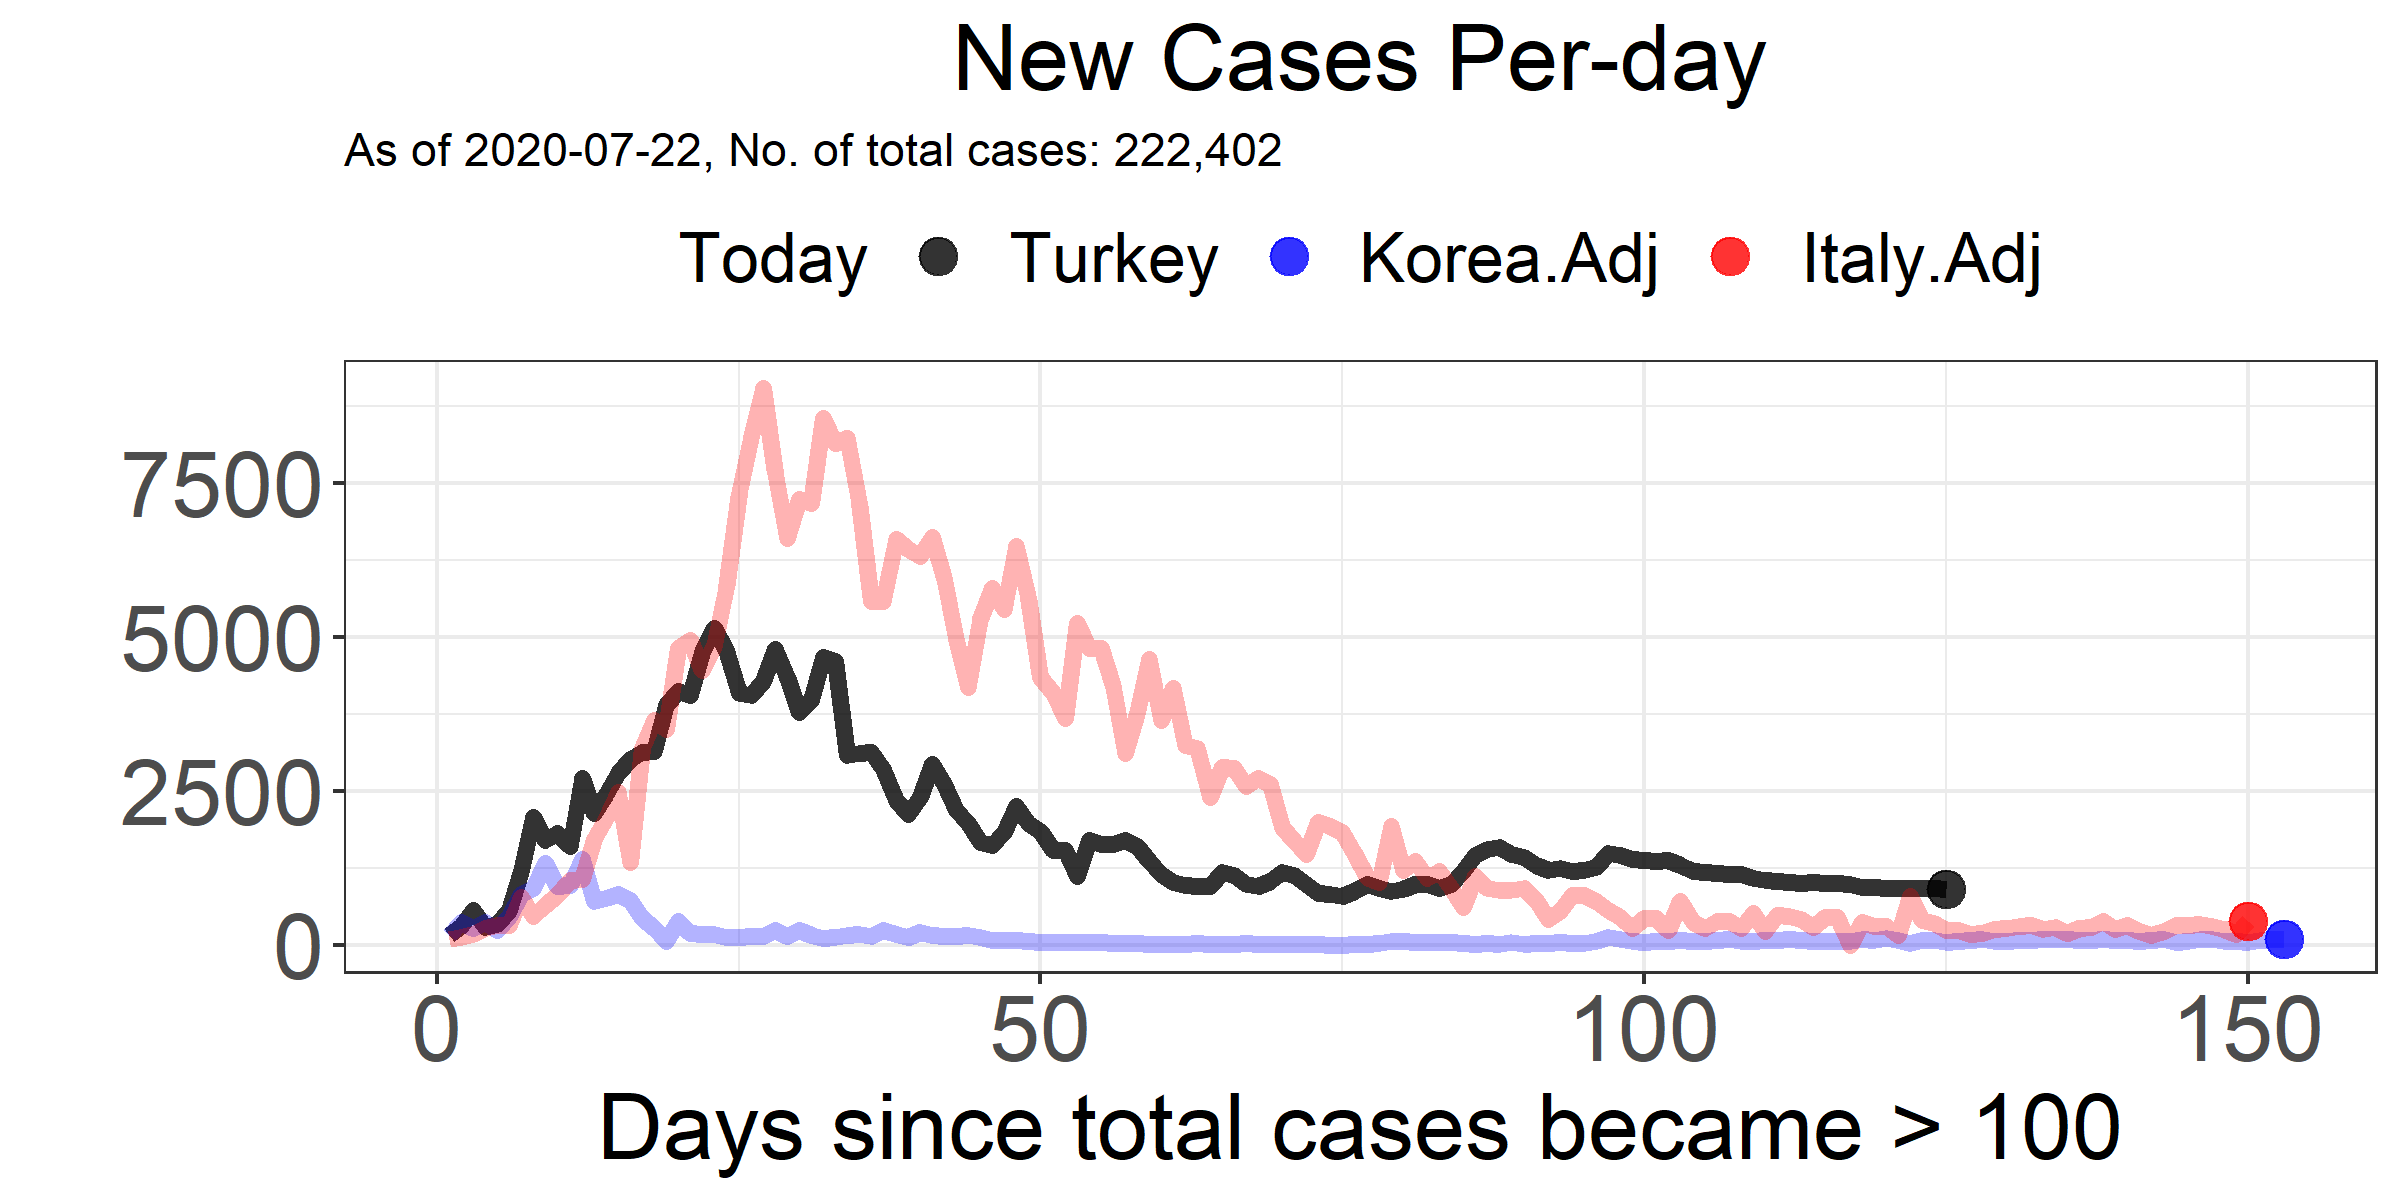 New Cases Per-day
As of 2020-07-22, No. of total cases: 222,402
Today Turkey Korea.Adj Italy.Adj
7500
5000
2500
0
0 50 100 150
Days since total cases became > 100